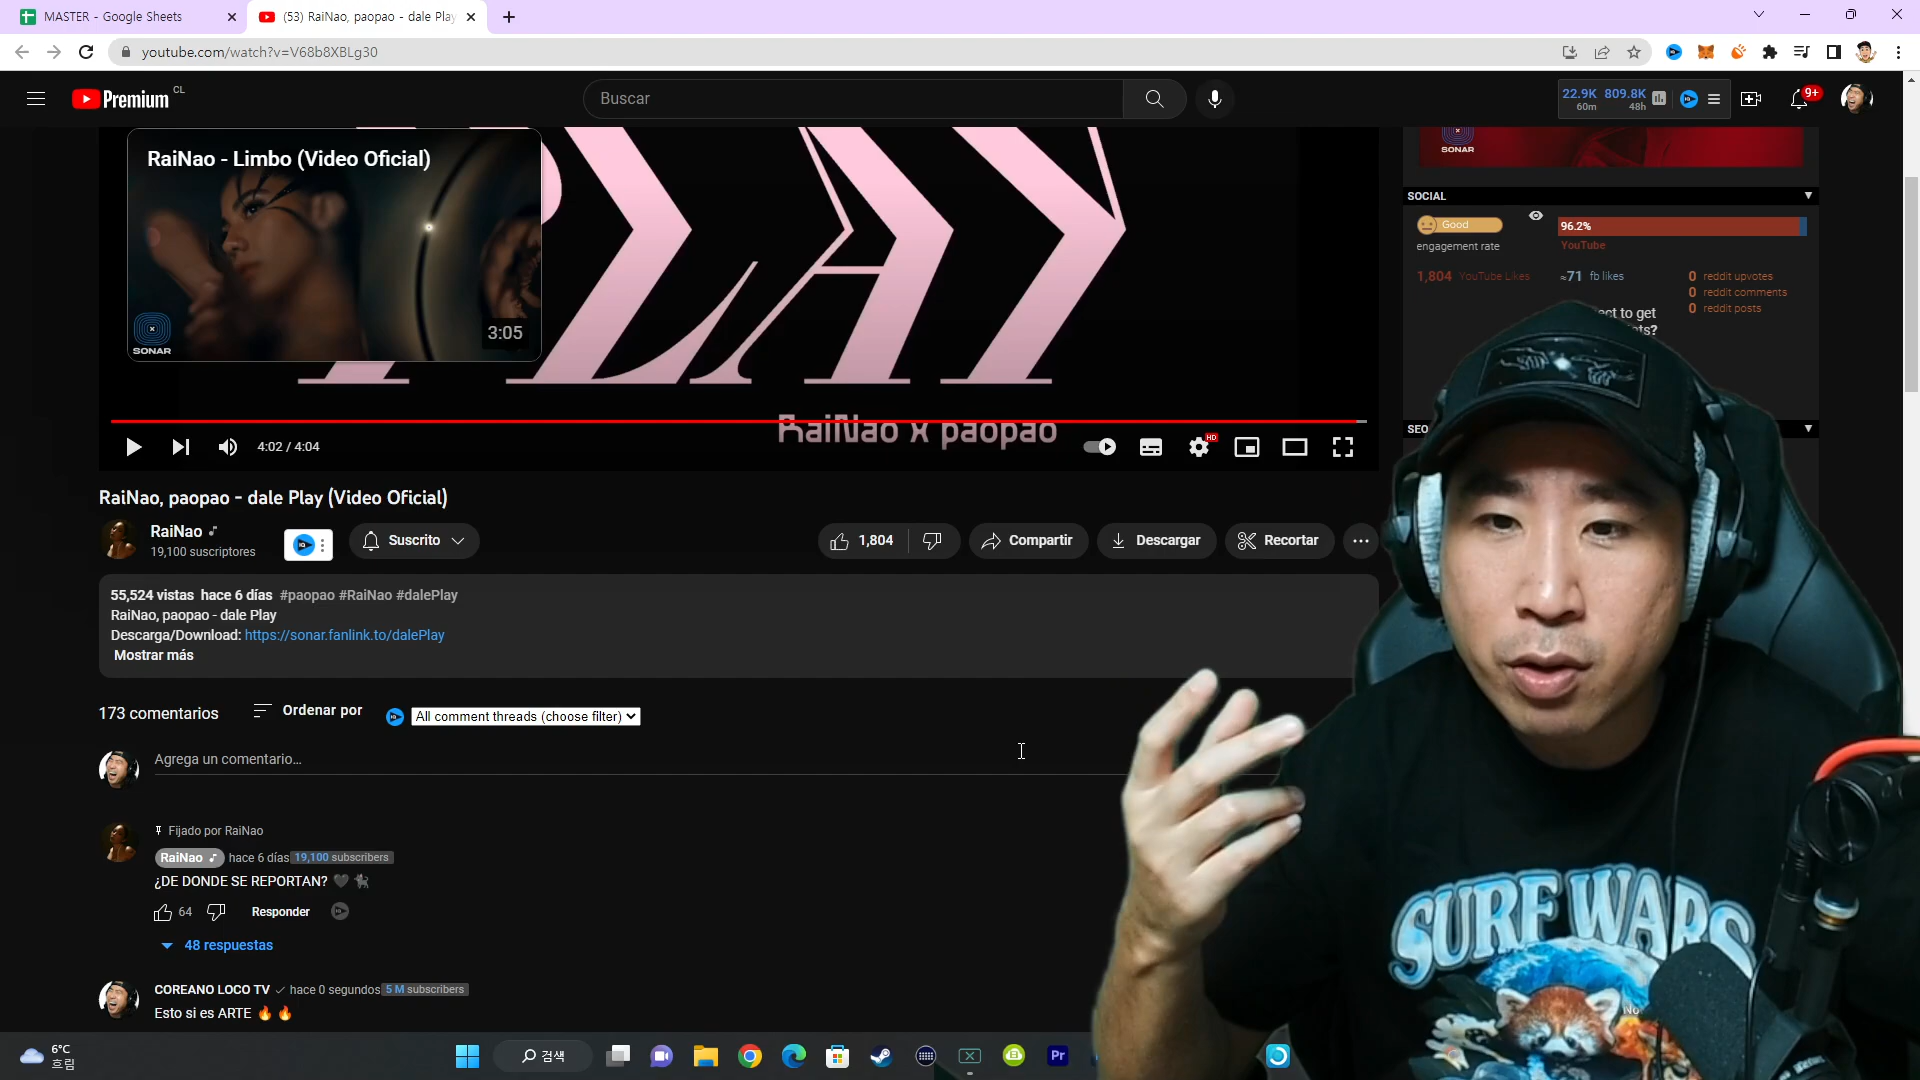 MASTER - Google Sheets
(53) RaiNao, paopao - dale Play
youtube.com/watch?v=V68b8XBLg30
Premium CL
Buscar
22.9K 809.8K
60m 48h
9+
RaiNao - Limbo (Video Oficial)
SONAR
3:05
PLAY
RaiNao x paopao
4:02 / 4:04
HD
SONAR
SOCIAL
Good
96.2%
engagement rate
YouTube
1,804 YouTube Likes
≈71 fb likes
0 reddit upvotes
0 reddit comments
0 reddit posts
to get
SEO
RaiNao, paopao - dale Play (Video Oficial)
RaiNao
19,100 suscriptores
Suscrito
1,804
Compartir
Descargar
Recortar
55,524 vistas hace 6 días #paopao #RaiNao #dalePlay
RaiNao, paopao - dale Play
Descarga/Download: https://sonar.fanlink.to/dalePlay
Mostrar más
173 comentarios
Ordenar por
All comment threads (choose filter)
Agrega un comentario...
Fijado por RaiNao
RaiNao hace 6 días 19,100 subscribers
¿DE DONDE SE REPORTAN? 🖤 🐈‍⬛
64
Responder
48 respuestas
COREANO LOCO TV hace 0 segundos 5 M subscribers
Esto si es ARTE 🔥 🔥
SURF WARS
No
6°C
흐림
검색
Pr